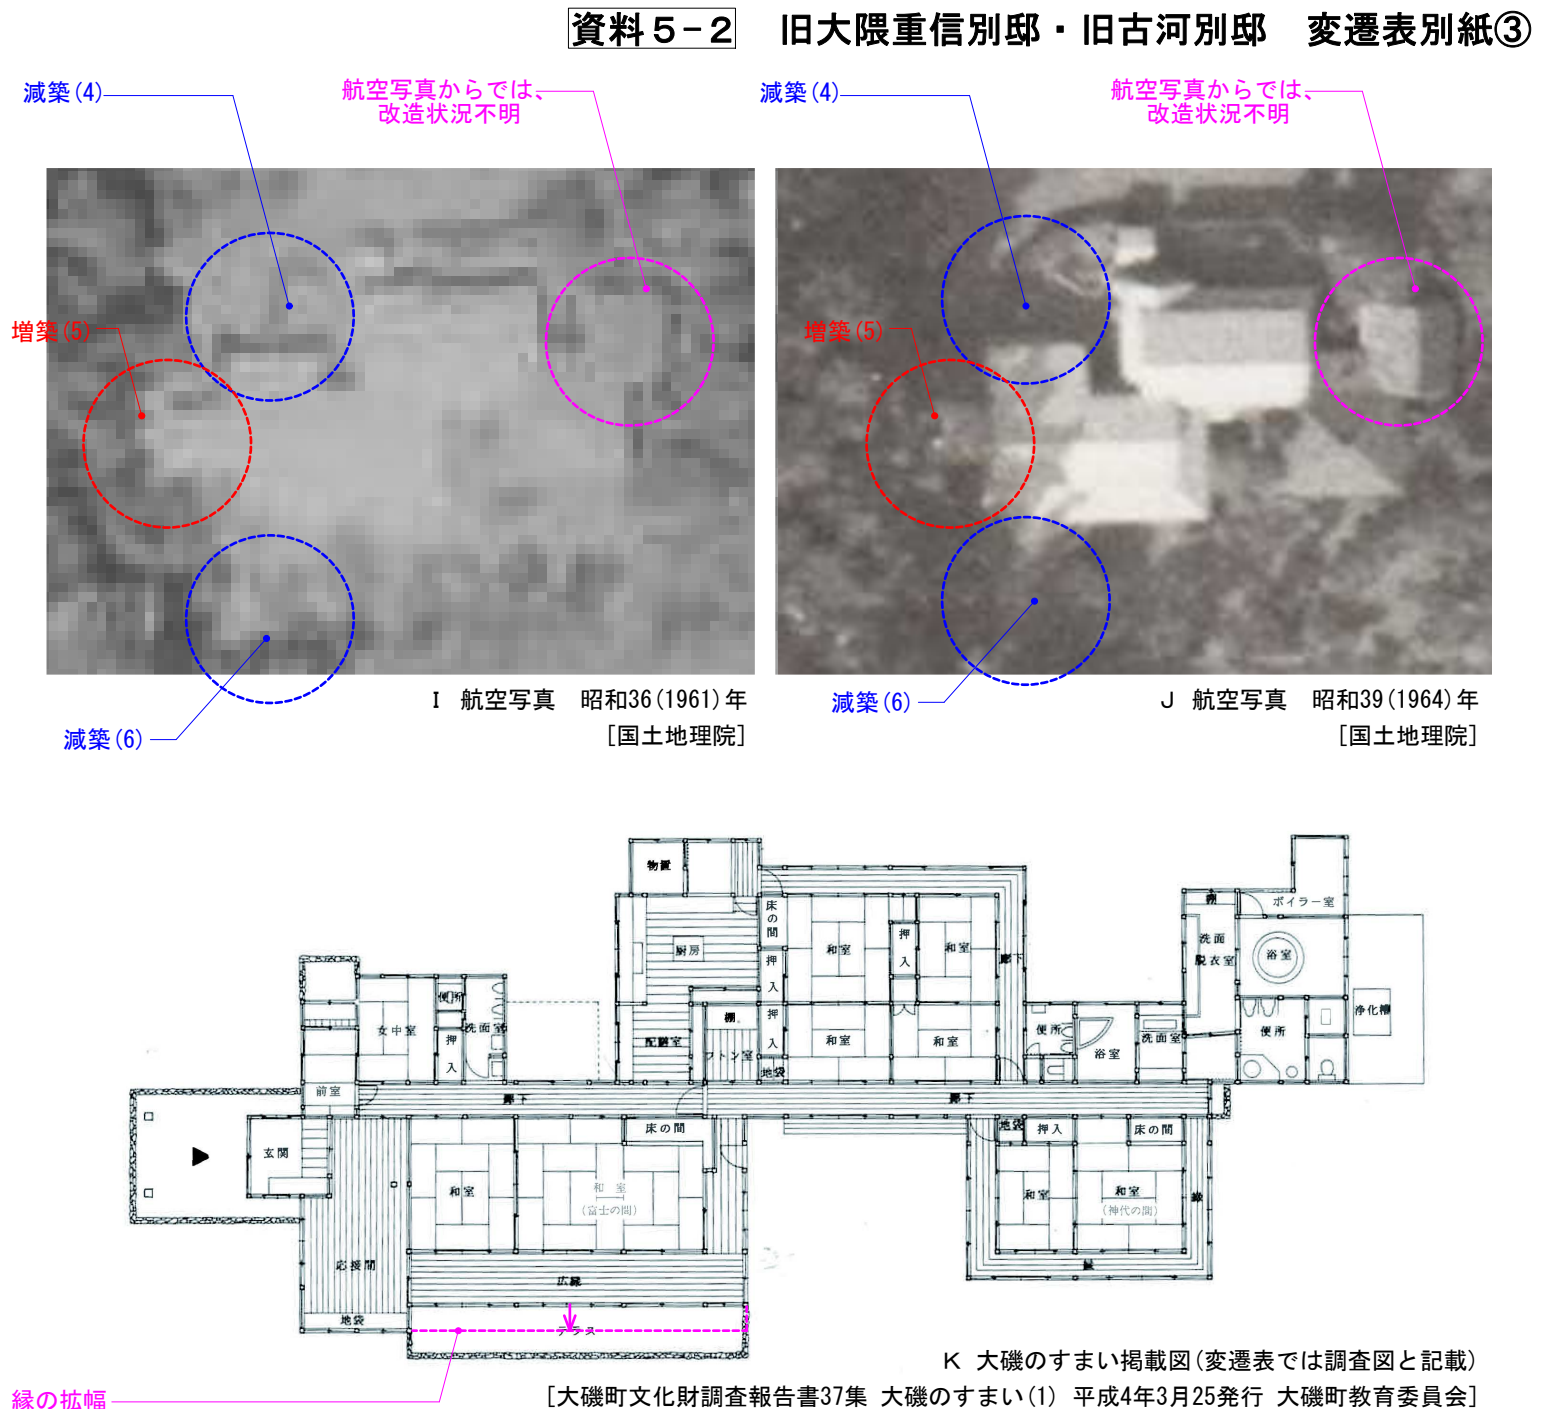 資料５−２　旧大隈重信別邸・旧古河別邸　変遷表別紙③
減築(4)
航空写真からでは、
改造状況不明
減築(4)
航空写真からでは、
改造状況不明
増築(5)
増築(5)
I 航空写真　昭和36(1961)年
[国土地理院]
減築(6)
J 航空写真　昭和39(1964)年
[国土地理院]
減築(6)
物置
床の間
和室
押入
和室
棚
ボイラー室
厨房
押入
廊下
洗面
脱衣室
浴室
女中室
便所
洗面室
押入
棚
配膳室
フトン室
押入
地袋
和室
和室
便所
浴室
洗面室
便所
浄化槽
前室
廊下
廊下
玄関
床の間
地袋
押入
床の間
和室
和室
(富士の間)
和室
和室
(神代の間)
縁
応接間
広縁
縁
地袋
テラス
K 大磯のすまい掲載図(変遷表では調査図と記載)
縁の拡幅
[大磯町文化財調査報告書37集 大磯のすまい(1) 平成4年3月25発行 大磯町教育委員会]